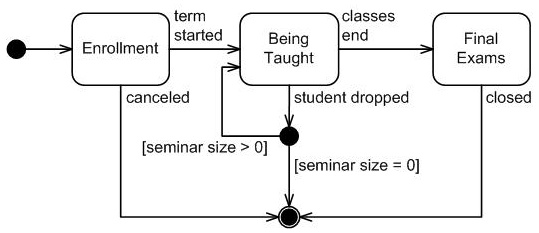 term
started
classes
end
Enrollment
Being
Taught
Final
Exams
canceled
student dropped
closed
[seminar size > 0]
[seminar size = 0]